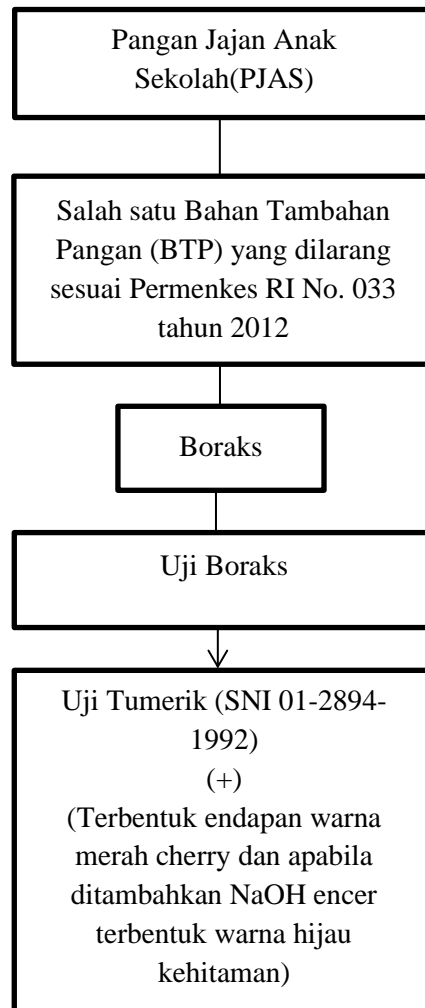 Pangan Jajan Anak
Sekolah(PJAS)
Salah satu Bahan Tambahan
Pangan (BTP) yang dilarang
sesuai Permenkes RI No. 033
tahun 2012
Boraks
Uji Boraks
Uji Tumerik (SNI 01-2894-
1992)
(+)
(Terbentuk endapan warna
merah cherry dan apabila
ditambahkan NaOH encer
terbentuk warna hijau
kehitaman)